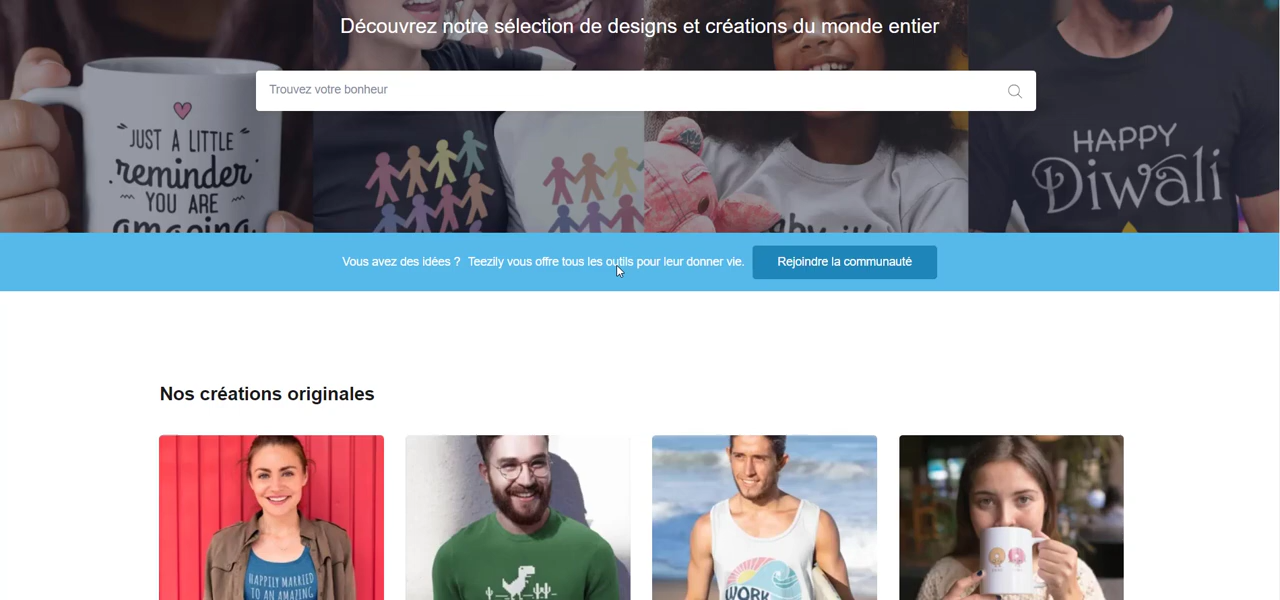 Découvrez notre sélection de designs et créations du monde entier
Trouvez votre bonheur
JUST A LITTLE
reminder
YOU ARE
amazing
HAPPY
Diwali
Vous avez des idées ? Teezily vous offre tous les outils pour leur donner vie.
Rejoindre la communauté
Nos créations originales
HAPPILY MARRIED
TO AN AMAZING
WORK